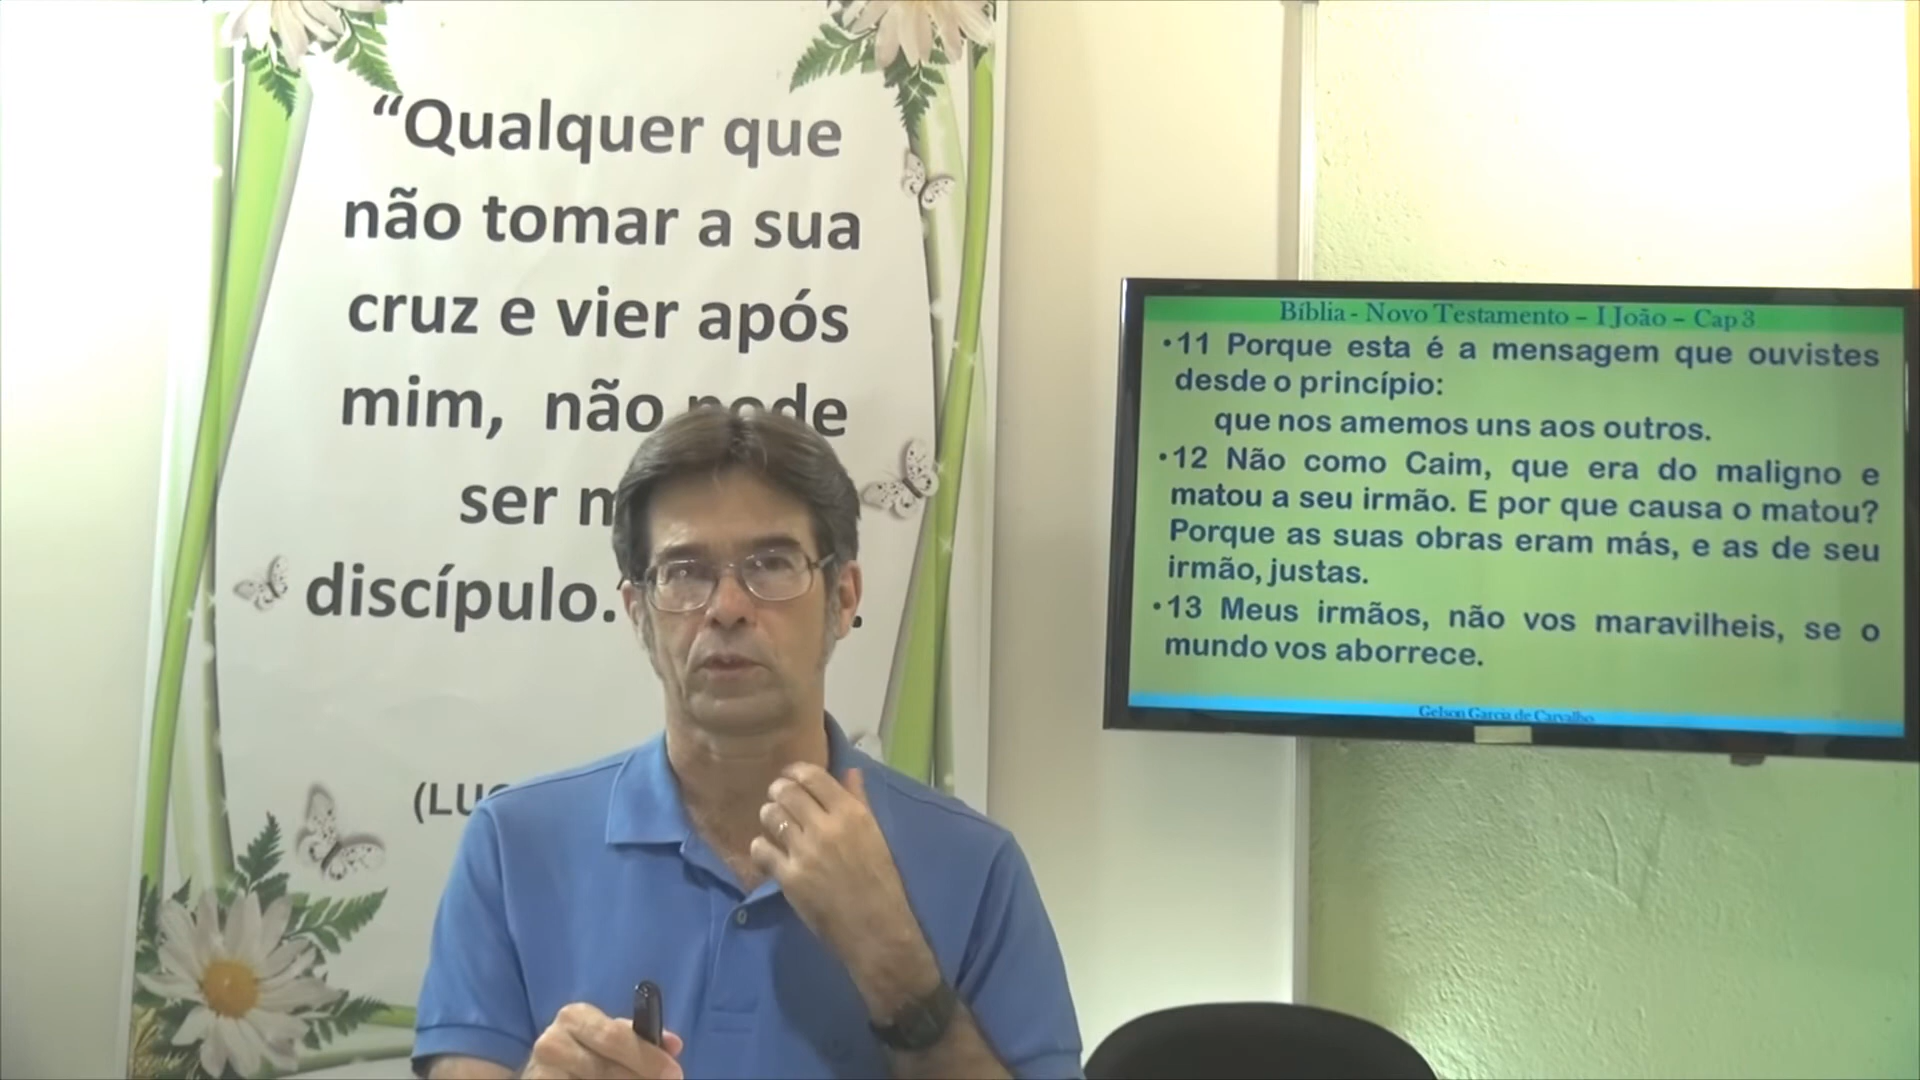 “Qualquer que
não tomar a sua
cruz e vier após
mim, não pode
ser
discípulo.
Bíblia - Novo Testamento – I João – Cap 3
•11 Porque esta é a mensagem que ouvistes
desde o princípio:
que nos amemos uns aos outros.
•12 Não como Caim, que era do maligno e
matou a seu irmão. E por que causa o matou?
Porque as suas obras eram más, e as de seu
irmão, justas.
•13 Meus irmãos, não vos maravilheis, se o
mundo vos aborrece.
Gelson Garcia de Carvalho